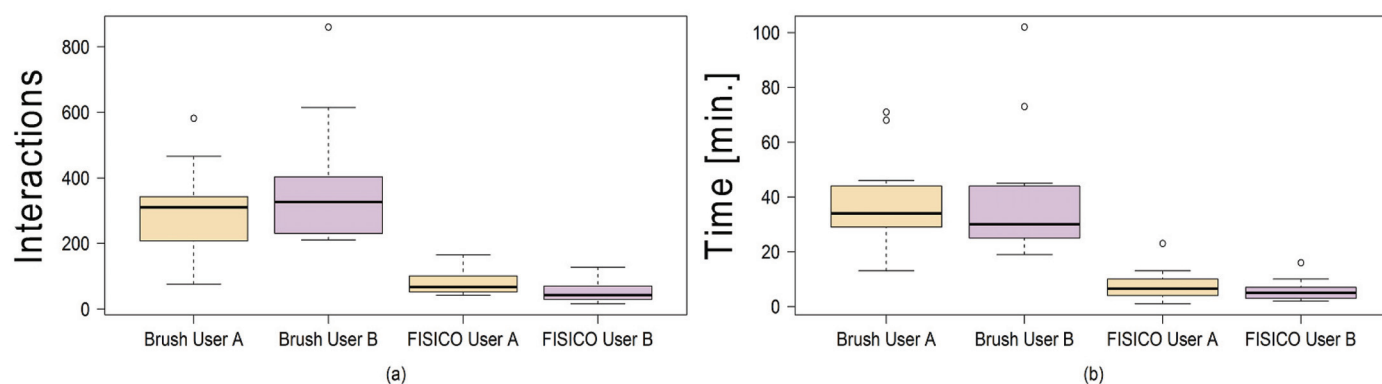 Interactions
800
600
400
200
0
Brush User A
Brush User B
FISICO User A
FISICO User B
(a)
Time [min.]
100
80
60
40
20
0
Brush User A
Brush User B
FISICO User A
FISICO User B
(b)